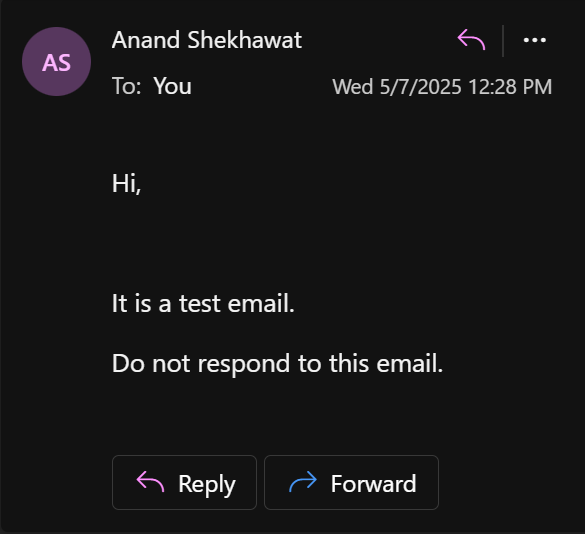 AS
Anand Shekhawat
To: You
Wed 5/7/2025 12:28 PM
Hi,
It is a test email.
Do not respond to this email.
Reply
Forward